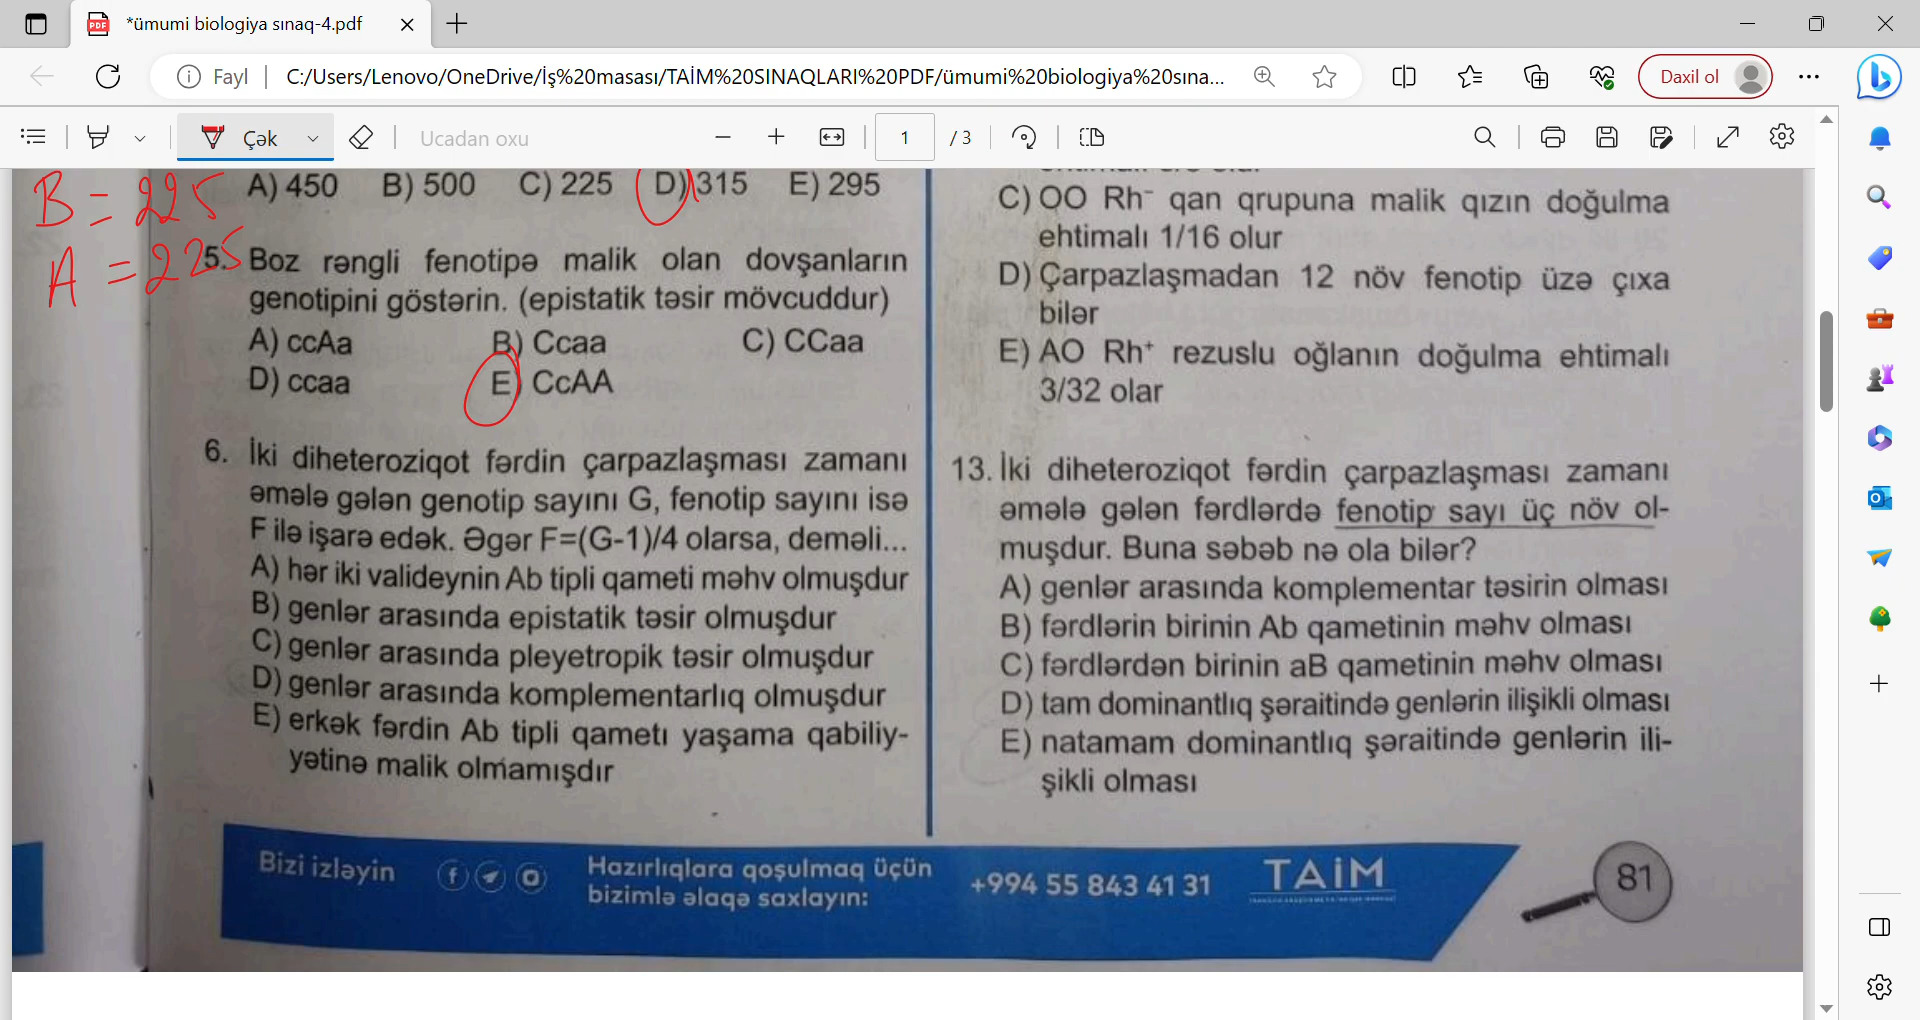 *ümumi biologiya sınaq-4.pdf
Fayl
C:/Users/Lenovo/OneDrive/İş%20masası/TAİM%20SINAQLARI%20PDF/ümumi%20biologiya%20sına...
Daxil ol
Çək
Ucadan oxu
1
/ 3
B = 225
A = 225
A) 450 B) 500 C) 225 D) 315 E) 295
5. Boz rəngli fenotipə malik olan dovşanların
genotipini göstərin. (epistatik təsir mövcuddur)
A) ccAa B) Ccaa C) CCaa
D) ccaa E) CcAA
6. İki diheteroziqot fərdin çarpazlaşması zamanı
əmələ gələn genotip sayını G, fenotip sayını isə
F ilə işarə edək. Əgər F=(G-1)/4 olarsa, deməli...
A) hər iki valideynin Ab tipli qameti məhv olmuşdur
B) genlər arasında epistatik təsir olmuşdur
C) genlər arasında pleyetropik təsir olmuşdur
D) genlər arasında komplementarlıq olmuşdur
E) erkək fərdin Ab tipli qameti yaşama qabiliy-
yətinə malik olmamışdır
C) OO Rh⁻ qan qrupuna malik qızın doğulma
ehtimalı 1/16 olur
D) Çarpazlaşmadan 12 növ fenotip üzə çıxa
bilər
E) AO Rh⁺ rezuslu oğlanın doğulma ehtimalı
3/32 olar
13. İki diheteroziqot fərdin çarpazlaşması zamanı
əmələ gələn fərdlərdə fenotip sayı üç növ ol-
muşdur. Buna səbəb nə ola bilər?
A) genlər arasında komplementar təsirin olması
B) fərdlərin birinin Ab qametinin məhv olması
C) fərdlərdən birinin aB qametinin məhv olması
D) tam dominantlıq şəraitində genlərin ilişikli olması
E) natamam dominantlıq şəraitində genlərin ili-
şikli olması
Bizi izləyin
Hazırlıqlara qoşulmaq üçün
bizimlə əlaqə saxlayın:
+994 55 843 41 31
TAİM
81